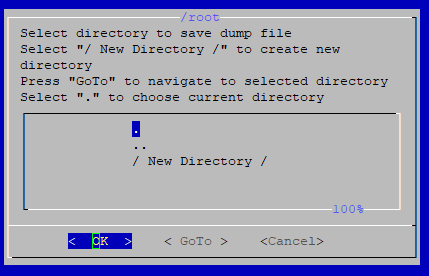 /root
Select directory to save dump file
Select "/ New Directory /" to create new
directory
Press "GoTo" to navigate to selected directory
Select "." to choose current directory
.
..
/ New Directory /
100%
< OK > < GoTo > <Cancel>